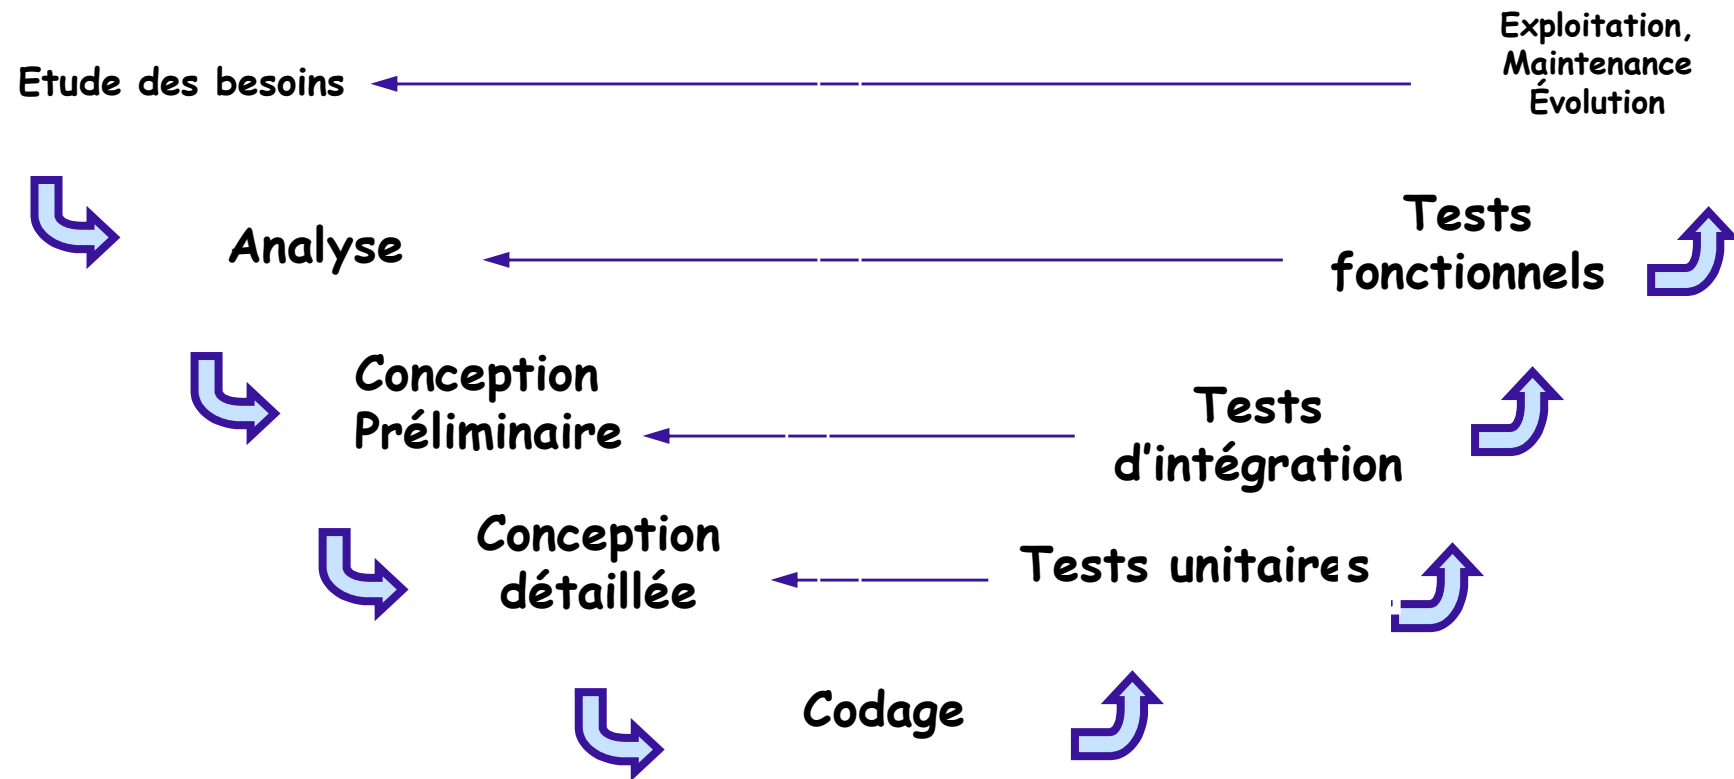 Exploitation,
Maintenance
Évolution
Etude des besoins
Analyse
Tests
fonctionnels
Conception
Préliminaire
Tests
d'intégration
Conception
détaillée
Tests unitaires
Codage